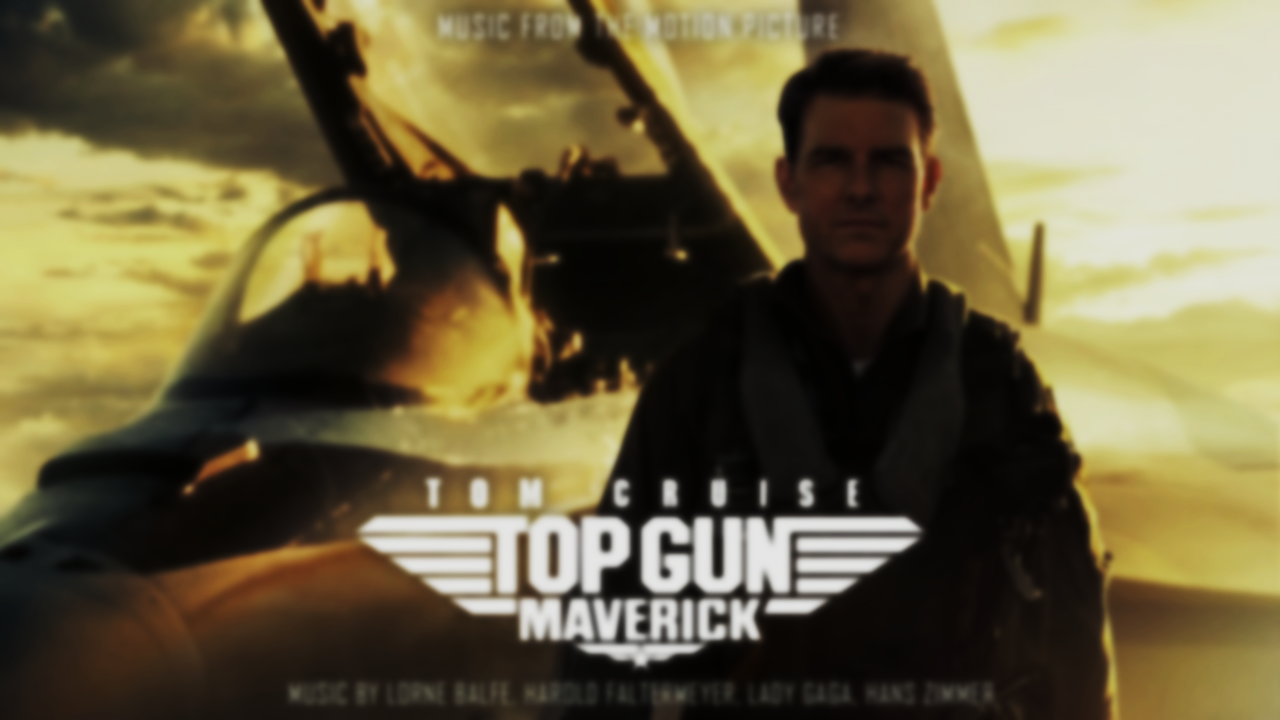 MUSIC FROM THE MOTION PICTURE
TOM CRUISE
TOP GUN
MAVERICK
MUSIC BY LORNE BALFE, HAROLD FALTERMEYER, LADY GAGA, HANS ZIMMER